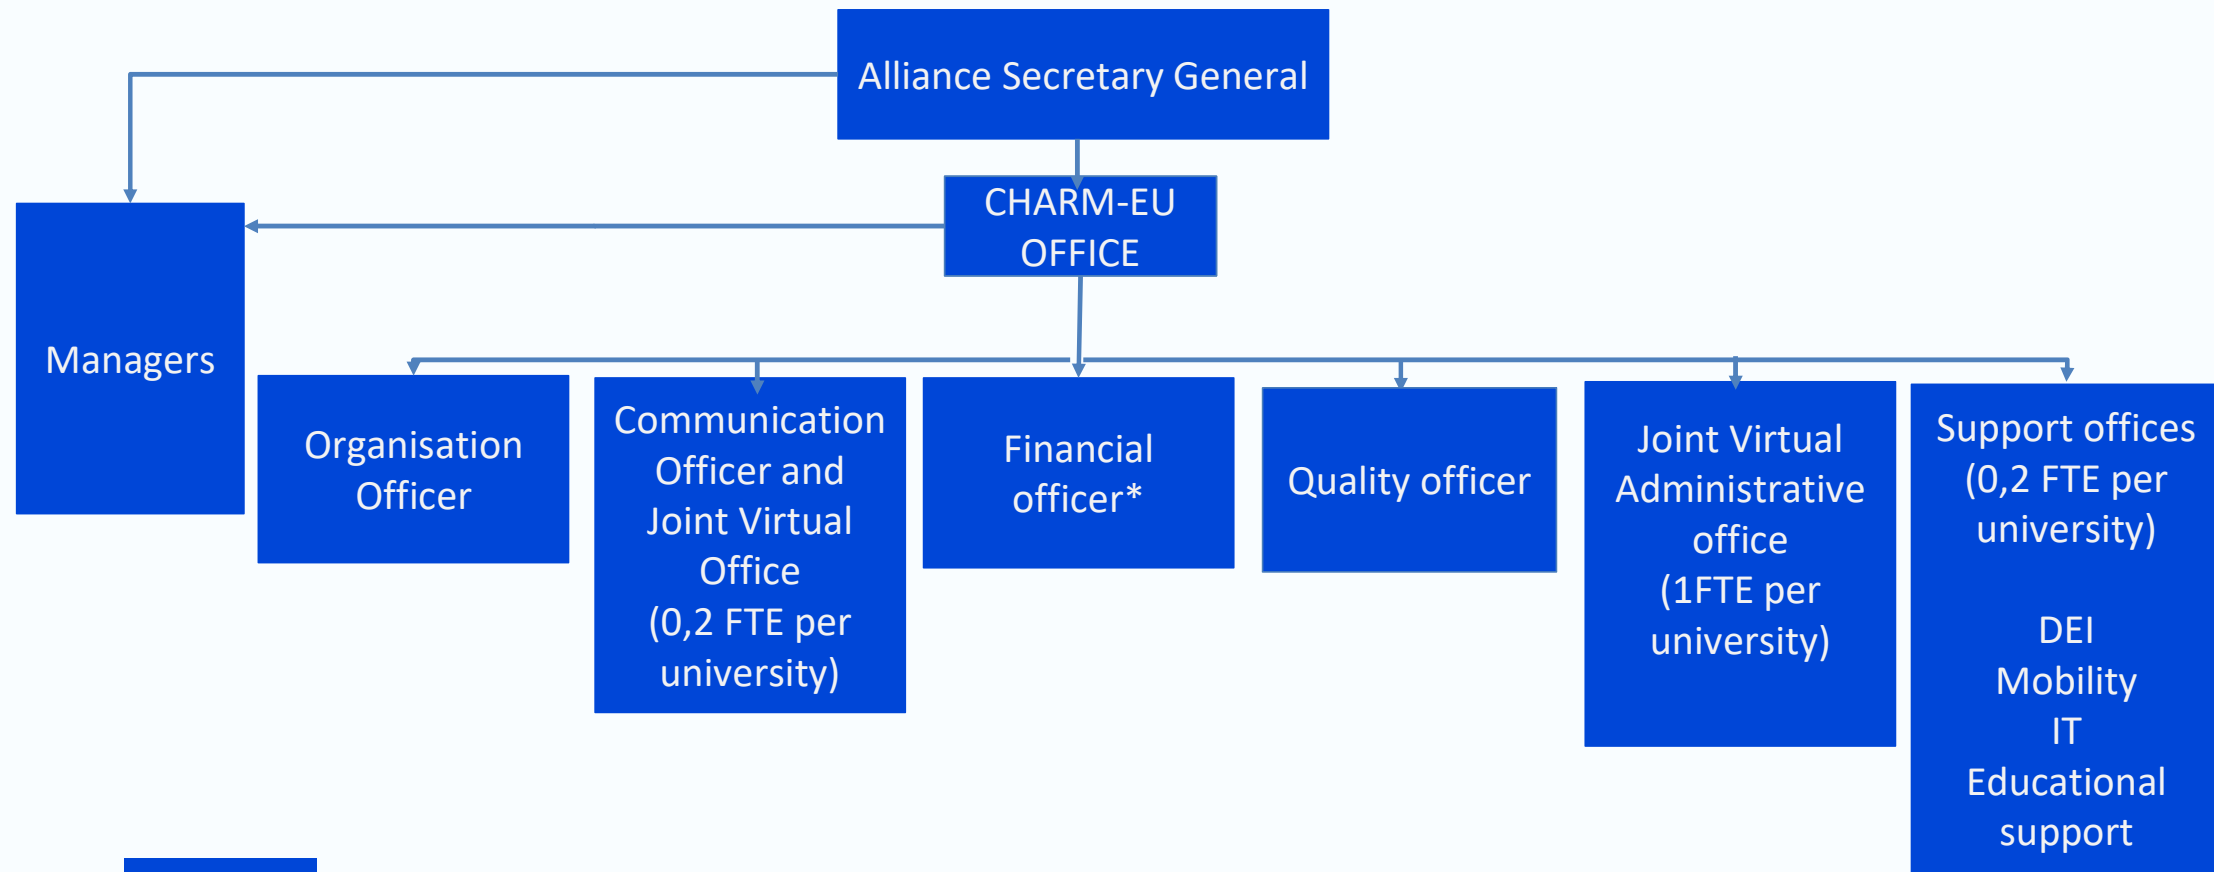 Alliance Secretary General
CHARM-EU
OFFICE
Managers
Organisation
Officer
Communication
Officer and
Joint Virtual
Office
(0,2 FTE per
university)
Financial
officer*
Quality officer
Joint Virtual
Administrative
office
(1FTE per
university)
Support offices
(0,2 FTE per
university)
DEI
Mobility
IT
Educational
support